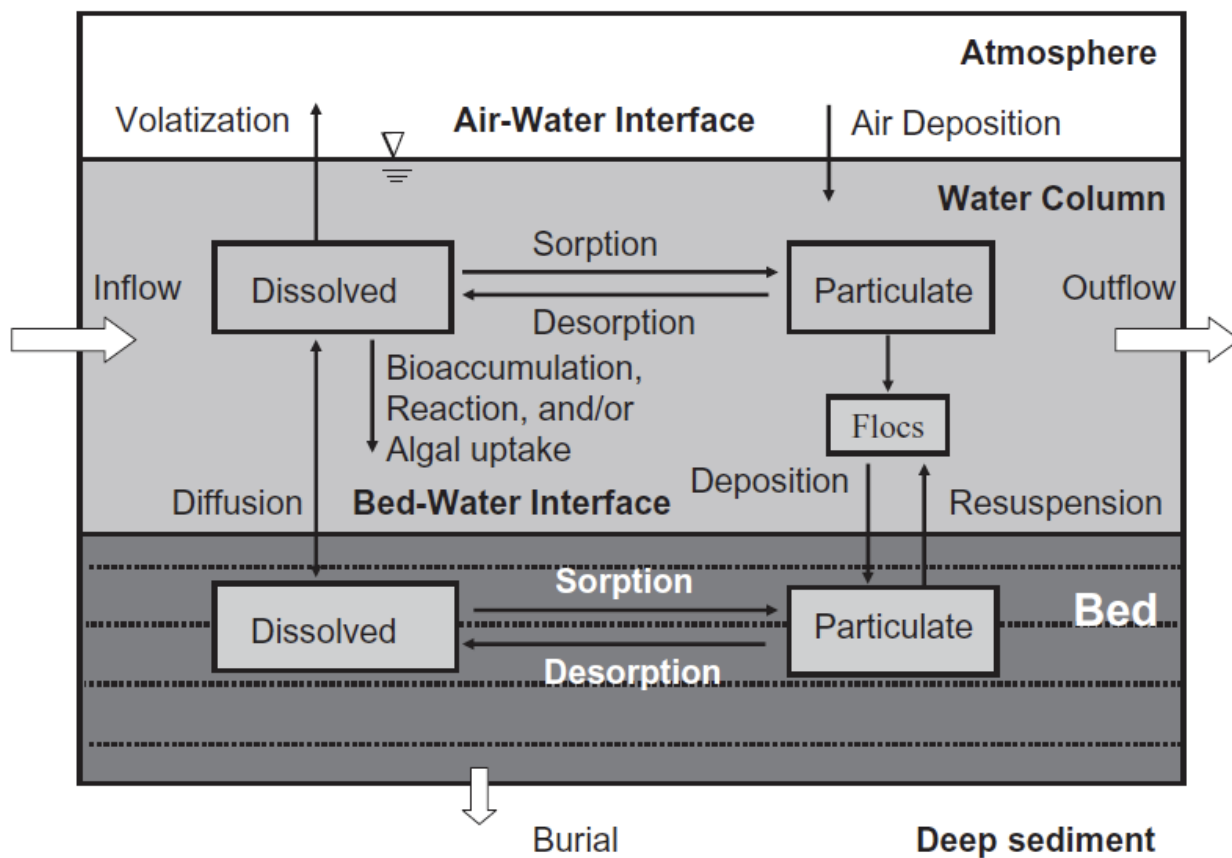 Atmosphere
Volatization
Air-Water Interface
Air Deposition
Water Column
Sorption
Inflow
Dissolved
Particulate
Outflow
Desorption
Bioaccumulation,
Reaction, and/or
Algal uptake
Flocs
Deposition
Diffusion
Bed-Water Interface
Resuspension
Sorption
Dissolved
Particulate
Bed
Desorption
Burial
Deep sediment